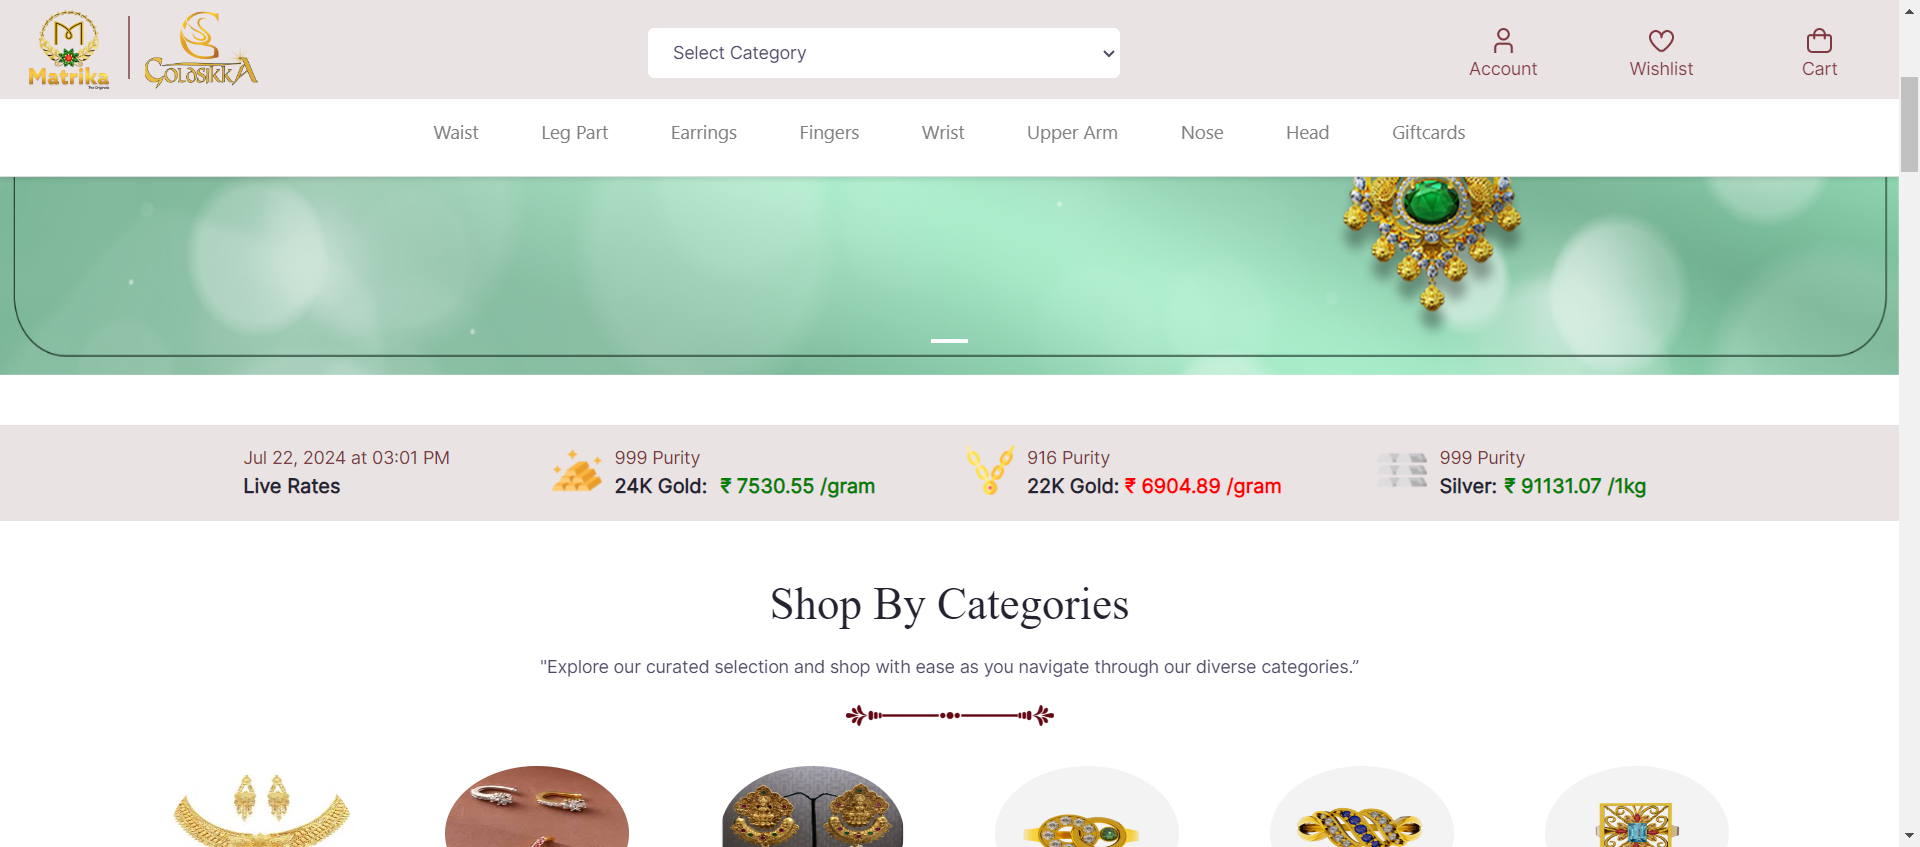 Matrika
The Originals
GOLDSIKKA
Select Category
Account
Wishlist
Cart
Waist
Leg Part
Earrings
Fingers
Wrist
Upper Arm
Nose
Head
Giftcards
Jul 22, 2024 at 03:01 PM
Live Rates
999 Purity
24K Gold: ₹ 7530.55 /gram
916 Purity
22K Gold: ₹ 6904.89 /gram
999 Purity
Silver: ₹ 91131.07 /1kg
Shop By Categories
"Explore our curated selection and shop with ease as you navigate through our diverse categories.”